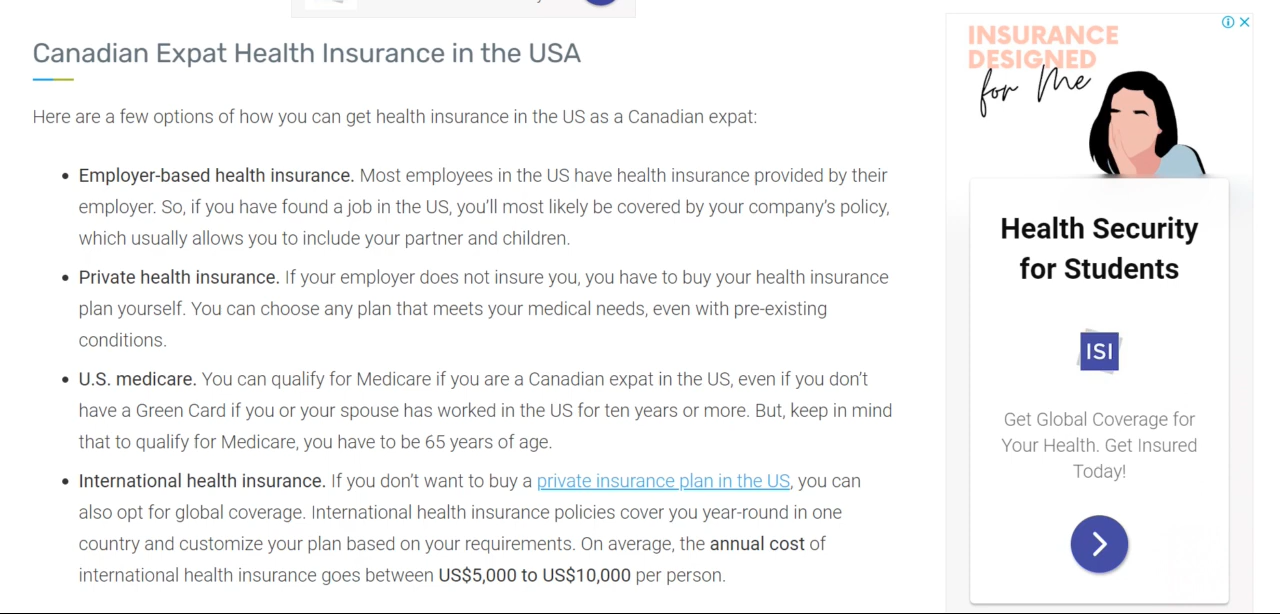 Canadian Expat Health Insurance in the USA
Here are a few options of how you can get health insurance in the US as a Canadian expat:
• Employer-based health insurance. Most employees in the US have health insurance provided by their
employer. So, if you have found a job in the US, you’ll most likely be covered by your company’s policy,
which usually allows you to include your partner and children.
• Private health insurance. If your employer does not insure you, you have to buy your health insurance
plan yourself. You can choose any plan that meets your medical needs, even with pre-existing
conditions.
• U.S. medicare. You can qualify for Medicare if you are a Canadian expat in the US, even if you don’t
have a Green Card if you or your spouse has worked in the US for ten years or more. But, keep in mind
that to qualify for Medicare, you have to be 65 years of age.
• International health insurance. If you don’t want to buy a private insurance plan in the US, you can
also opt for global coverage. International health insurance policies cover you year-round in one
country and customize your plan based on your requirements. On average, the annual cost of
international health insurance goes between US$5,000 to US$10,000 per person.
INSURANCE
DESIGNED
for Me
Health Security
for Students
ISI
Get Global Coverage for
Your Health. Get Insured
Today!